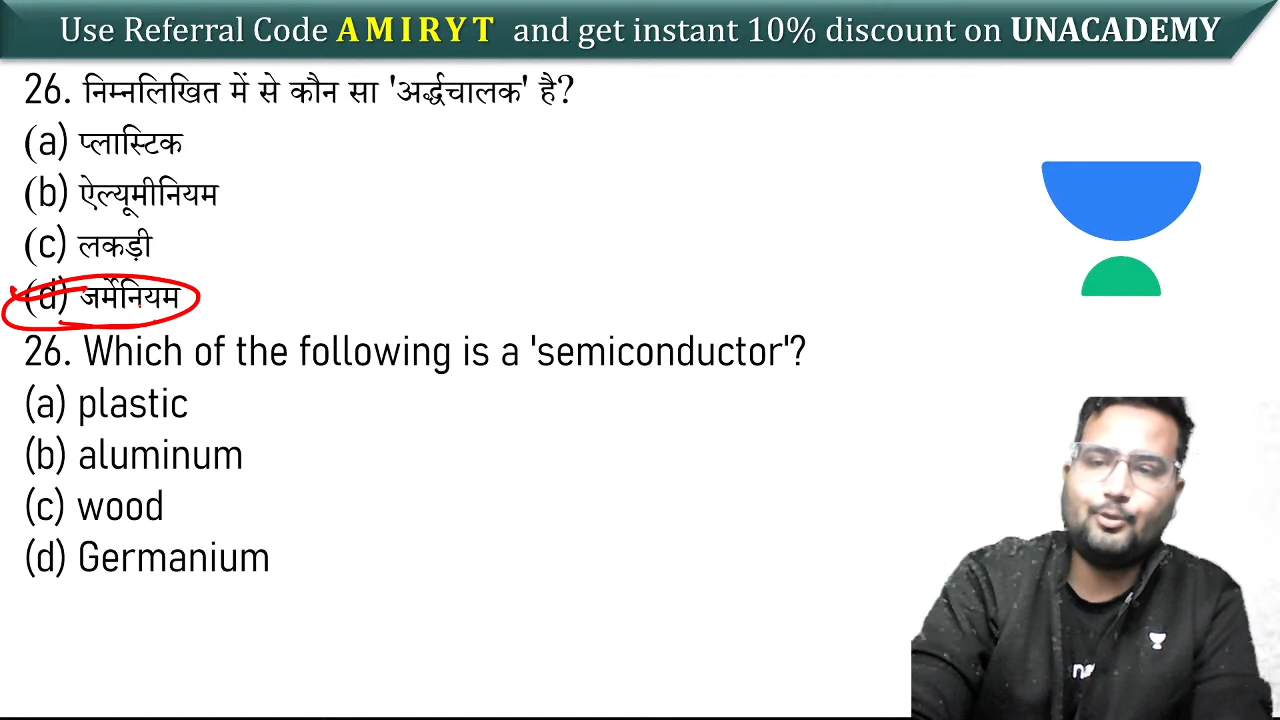 Use Referral Code AMIRYT and get instant 10% discount on UNACADEMY
26. निम्नलिखित में से कौन सा 'अर्द्धचालक' है?
(a) प्लास्टिक
(b) ऐल्यूमीनियम
(c) लकड़ी
(d) जर्मेनियम
26. Which of the following is a 'semiconductor'?
(a) plastic
(b) aluminum
(c) wood
(d) Germanium